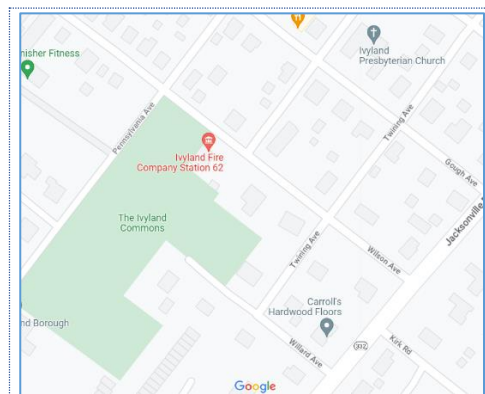 nisher Fitness
Ivyland
Presbyterian Church
Pennsylvania Ave
Twining Ave
Ivyland Fire
Company Station 62
Gough Ave
The Ivyland
Commons
Jacksonville
Twining Ave
Wilson Ave
Carroll's
Hardwood Floors
nd Borough
Willard Ave
Kirk Rd
Google